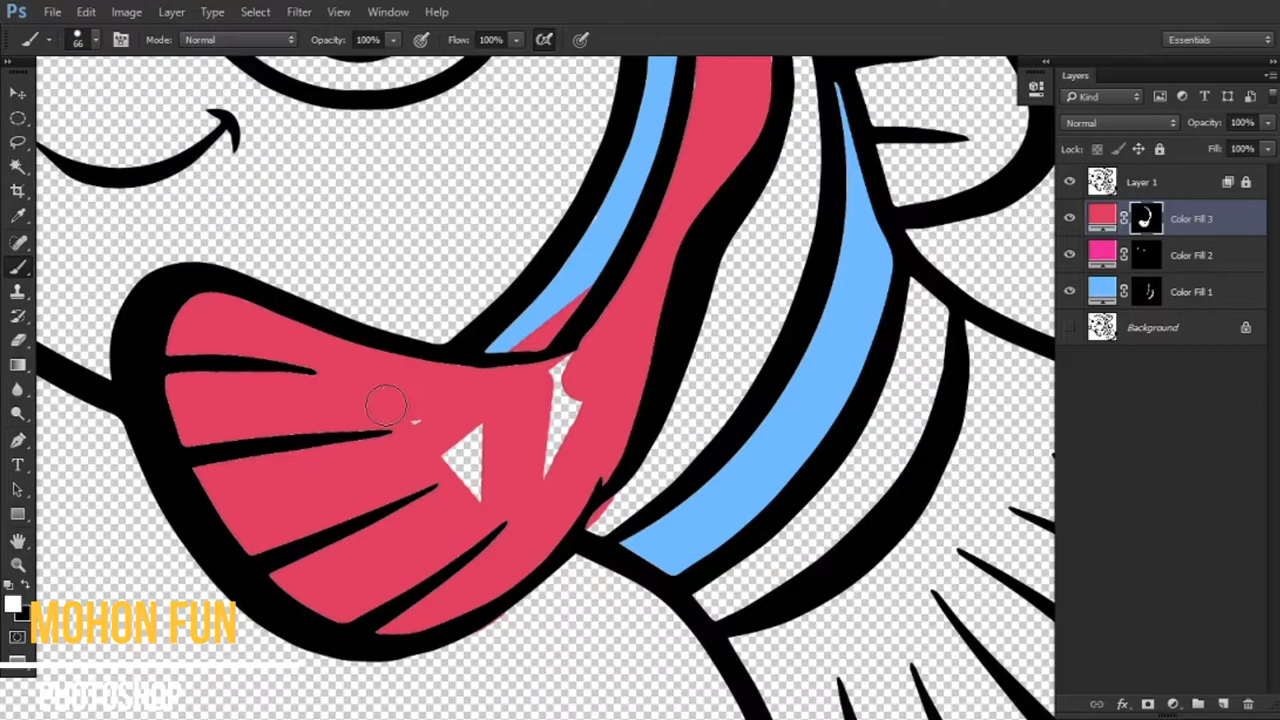 Ps File Edit Image Layer Type Select Filter View Window Help
66 Mode: Normal Opacity: 100% Flow: 100% Essentials
Layers
Kind
Normal Opacity: 100%
Lock: Fill: 100%
Layer 1
Color Fill 3
Color Fill 2
Color Fill 1
Background
fx
MOHON FUN
PHOTOSHOP